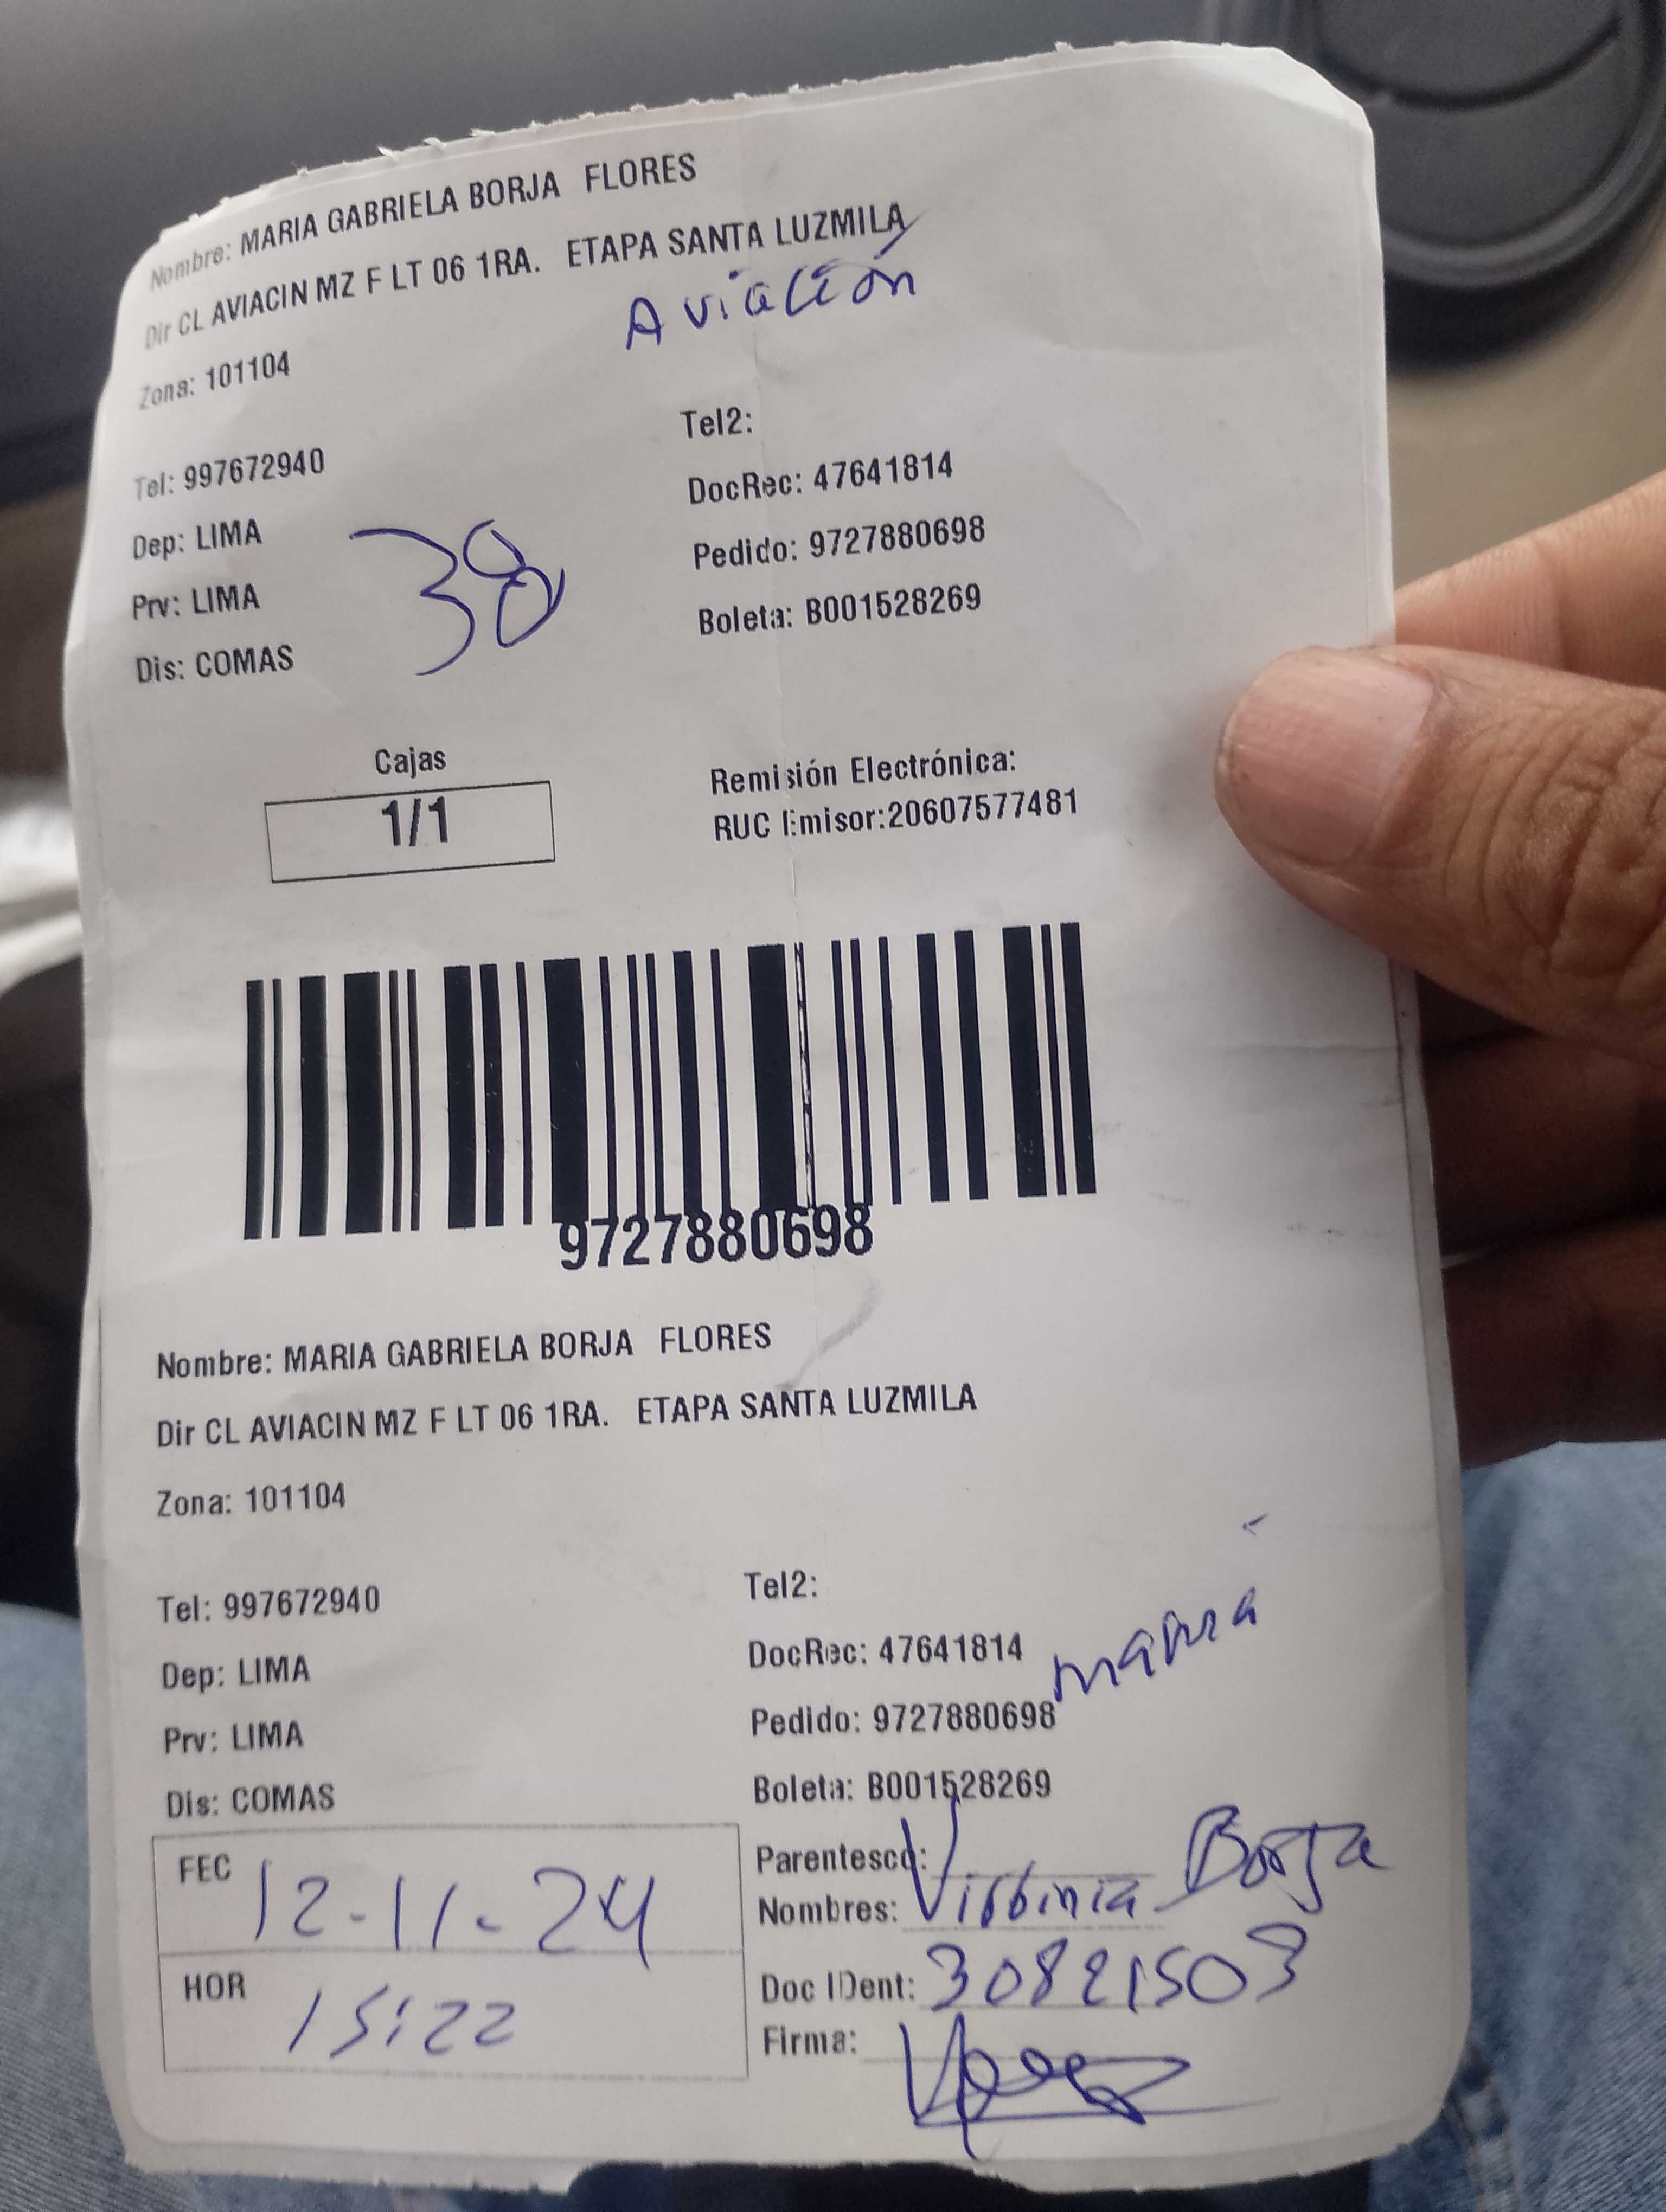 Nombre: MARIA GABRIELA BORJA FLORES
Dir CL AVIACIN MZ F LT 06 1RA. ETAPA SANTA LUZMILA
Aviación
Zona: 101104
Tel2:
Tel: 997672940
DocRec: 47641814
Dep: LIMA
38
Pedido: 9727880698
Prv: LIMA
Boleta: B001528269
Dis: COMAS
Cajas
1/1
Remisión Electrónica:
RUC Emisor:20607577481
9727880698
Nombre: MARIA GABRIELA BORJA FLORES
Dir CL AVIACIN MZ F LT 06 1RA. ETAPA SANTA LUZMILA
Zona: 101104
Tel2:
Tel: 997672940
DocRec: 47641814
mamá
Dep: LIMA
Pedido: 9727880698
Prv: LIMA
Boleta: B001528269
Dis: COMAS
Parentesco:
FEC 12-11-24
Nombres: Virginia Borja
Doc IDent: 30821503
HOR 15:22
Firma: